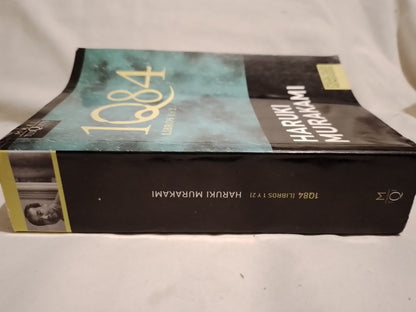 1Q84
LIBROS 1 Y 2
HARUKI
MURAKAMI
1Q84 (LIBROS 1 Y 2)
HARUKI MURAKAMI